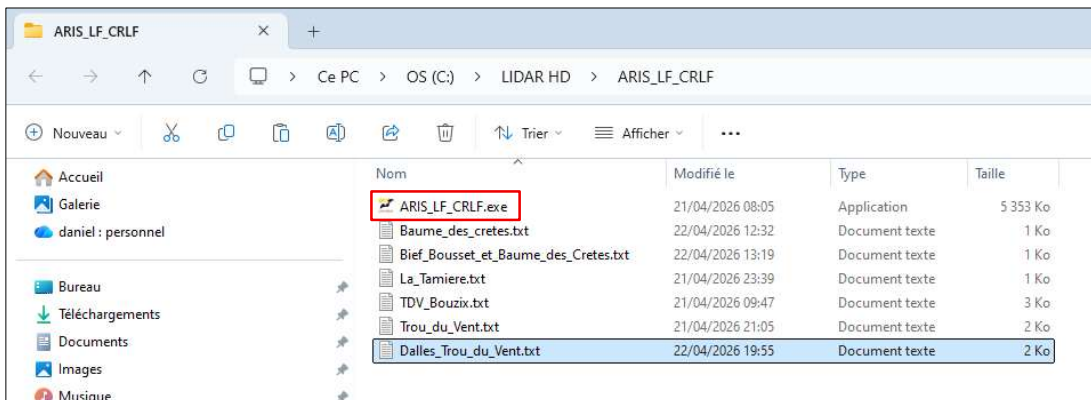 ARIS_LF_CRLF
Ce PC > OS (C:) > LIDAR HD > ARIS_LF_CRLF
Nouveau Trier Afficher ...
Accueil
Galerie
daniel : personnel
Bureau
Téléchargements
Documents
Images
Musique
Nom Modifié le Type Taille
ARIS_LF_CRLF.exe 21/04/2026 08:05 Application 5 353 Ko
Baume_des_cretes.txt 22/04/2026 12:32 Document texte 1 Ko
Bief_Bousset_et_Baume_des_Cretes.txt 22/04/2026 13:19 Document texte 1 Ko
La_Tamiere.txt 21/04/2026 23:39 Document texte 1 Ko
TDV_Bouzix.txt 21/04/2026 09:47 Document texte 3 Ko
Trou_du_Vent.txt 21/04/2026 21:05 Document texte 2 Ko
Dalles_Trou_du_Vent.txt 22/04/2026 19:55 Document texte 2 Ko